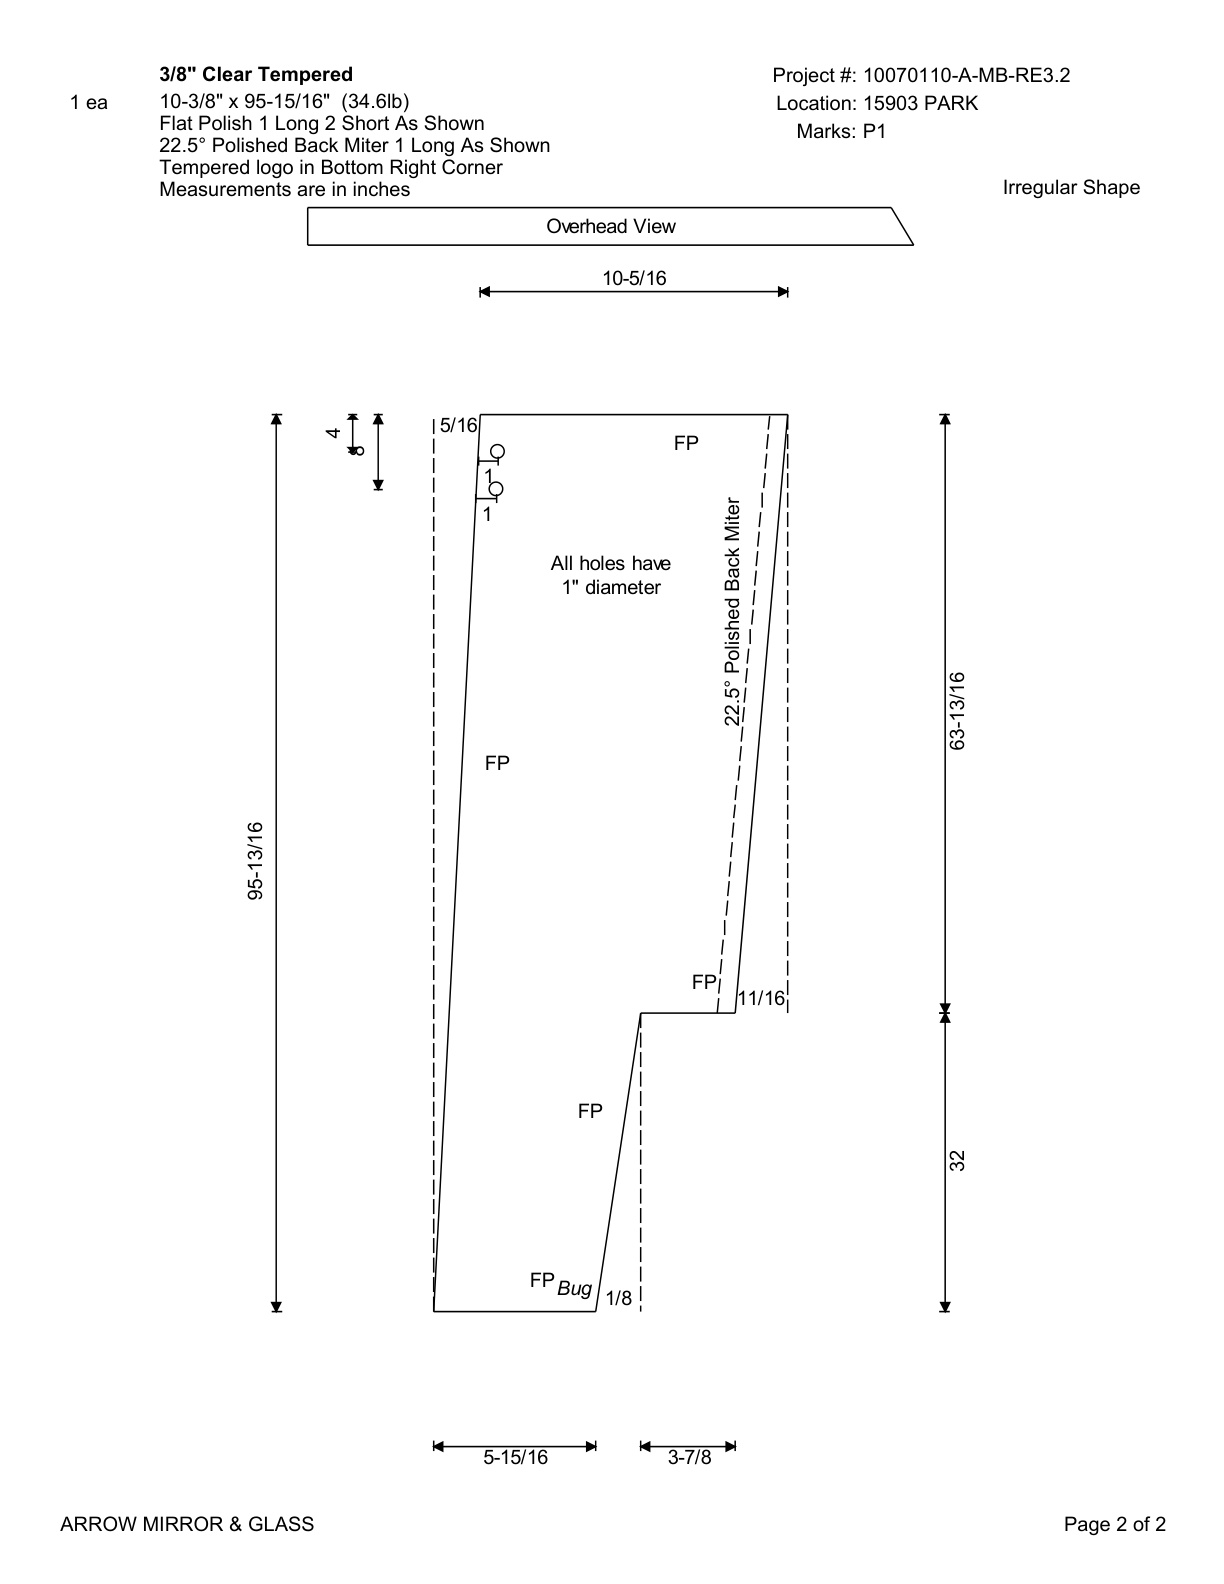 3/8" Clear Tempered
1 ea
10-3/8" x 95-15/16" (34.6lb)
Flat Polish 1 Long 2 Short As Shown
22.5° Polished Back Miter 1 Long As Shown
Tempered logo in Bottom Right Corner
Measurements are in inches
Project #: 10070110-A-MB-RE3.2
Location: 15903 PARK
Marks: P1
Irregular Shape
Overhead View
10-5/16
4
8
5/16
FP
1
1
All holes have
1" diameter
22.5° Polished Back Miter
63-13/16
FP
95-13/16
FP
11/16
FP
32
FP
Bug
1/8
5-15/16
3-7/8
ARROW MIRROR & GLASS
Page 2 of 2